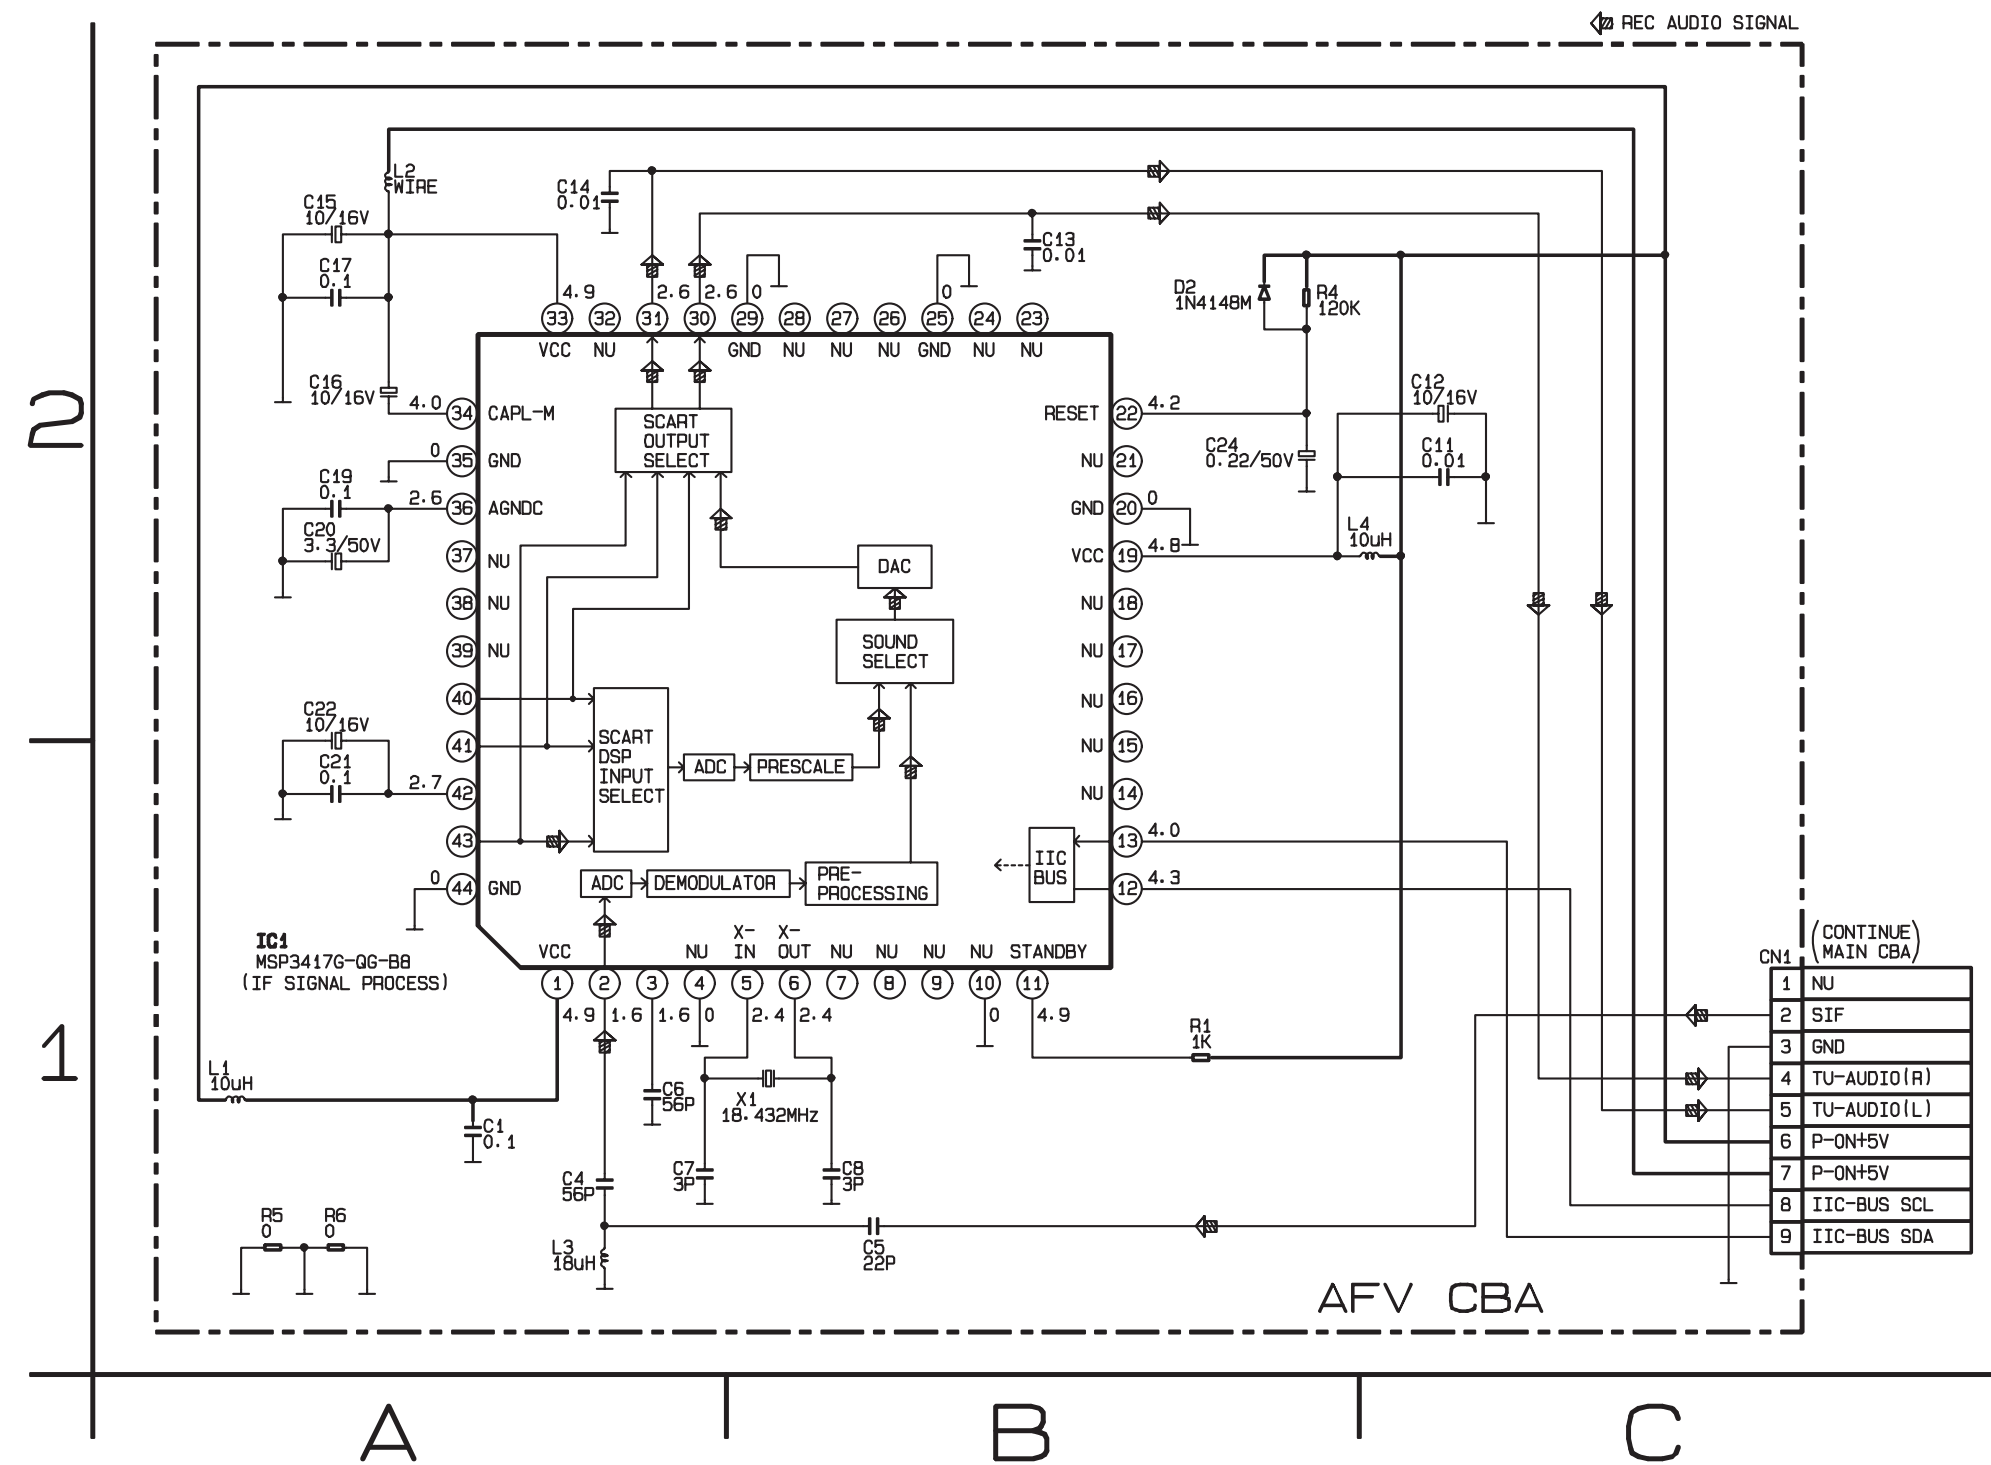 REC AUDIO SIGNAL
L2
WIRE
C15
10/16V
C17
0.1
C14
0.01
C13
0.01
4.9
2.6
2.6
0
0
33
32
31
30
29
28
27
26
25
24
23
VCC
NU
GND
NU
NU
NU
GND
NU
NU
D2
1N4148M
R4
120K
C16
10/16V
4.0
34
CAPL-M
0
35
GND
C19
0.1
2.6
36
AGNDC
C20
3.3/50V
37
NU
38
NU
39
NU
40
C22
10/16V
41
C21
0.1
2.7
42
43
0
44
GND
SCART
OUTPUT
SELECT
DAC
SOUND
SELECT
SCART
DSP
INPUT
SELECT
ADC
PRESCALE
ADC
DEMODULATOR
PRE-
PROCESSING
IIC
BUS
RESET
22
4.2
NU
21
GND
20
0
VCC
19
4.8
NU
18
NU
17
NU
16
NU
15
NU
14
13
4.0
12
4.3
C24
0.22/50V
C12
10/16V
C11
0.01
L4
10uH
IC1
MSP3417G-QG-B8
(IF SIGNAL PROCESS)
VCC
NU
X-
IN
X-
OUT
NU
NU
NU
NU
STANDBY
1
2
3
4
5
6
7
8
9
10
11
4.9
1.6
1.6
0
2.4
2.4
0
4.9
R1
1K
L1
10uH
C1
0.1
C6
56P
X1
18.432MHz
C7
3P
C8
3P
C4
56P
L3
18uH
C5
22P
R5
0
R6
0
CN1
(CONTINUE
MAIN CBA)
1 NU
2 SIF
3 GND
4 TU-AUDIO(R)
5 TU-AUDIO(L)
6 P-ON+5V
7 P-ON+5V
8 IIC-BUS SCL
9 IIC-BUS SDA
AFV CBA
2
1
A
B
C